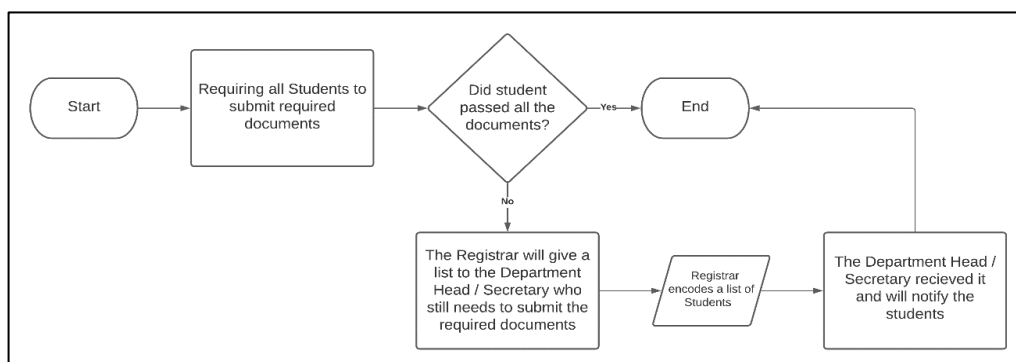 Start
Requiring all Students to
submit required
documents
Did student
passed all the
documents?
Yes
End
No
The Registrar will give a
list to the Department
Head / Secretary who
still needs to submit the
required documents
Registrar
encodes a list of
Students
The Department Head /
Secretary recieved it
and will notify the
students